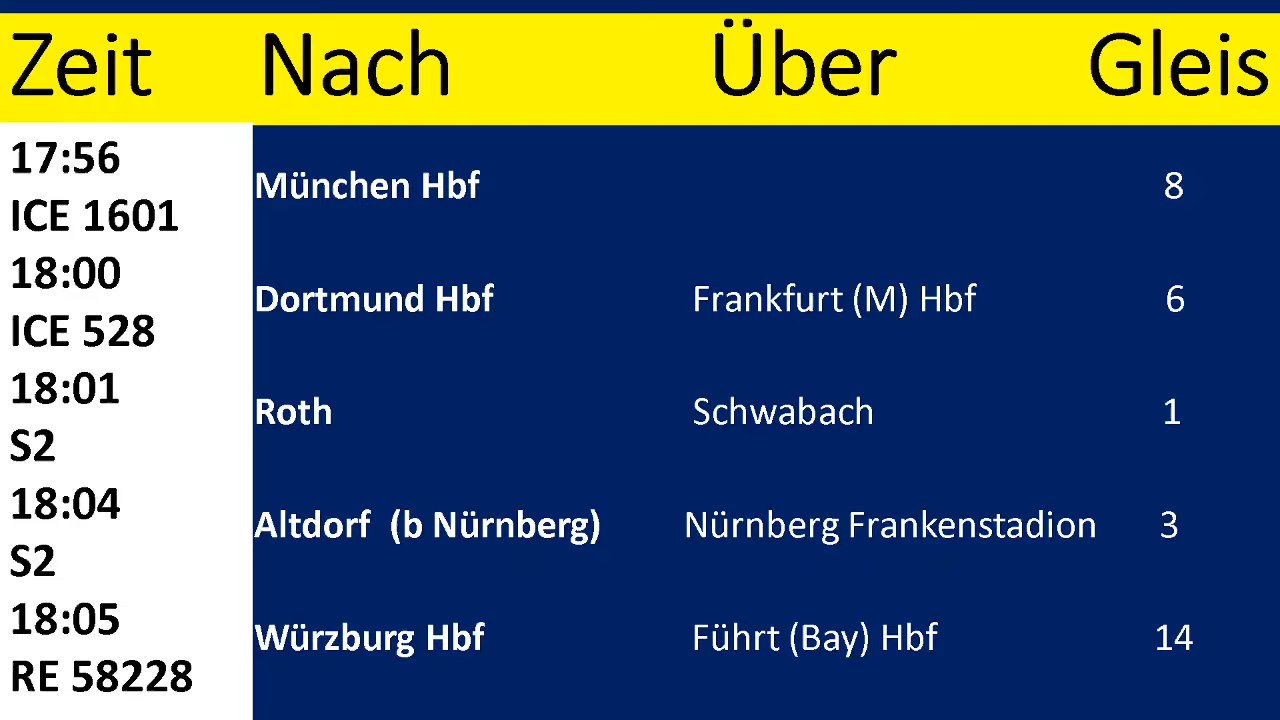 Zeit Nach Über Gleis
17:56
ICE 1601
München Hbf 8
18:00
ICE 528
Dortmund Hbf Frankfurt (M) Hbf 6
18:01
S2
Roth Schwabach 1
18:04
S2
Altdorf (b Nürnberg) Nürnberg Frankenstadion 3
18:05
RE 58228
Würzburg Hbf Führt (Bay) Hbf 14